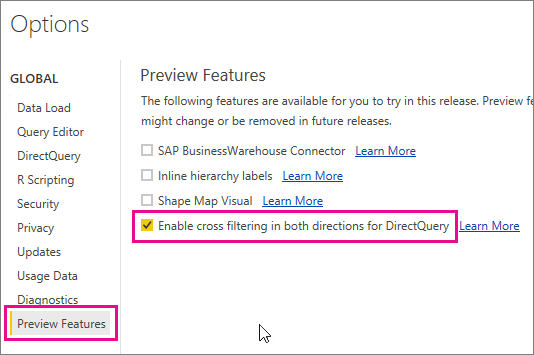 Options
GLOBAL
Data Load
Query Editor
DirectQuery
R Scripting
Security
Privacy
Updates
Usage Data
Diagnostics
Preview Features
Preview Features
The following features are available for you to try in this release. Preview fe
might change or be removed in future releases.
SAP BusinessWarehouse Connector Learn More
Inline hierarchy labels Learn More
Shape Map Visual Learn More
Enable cross filtering in both directions for DirectQuery Learn More